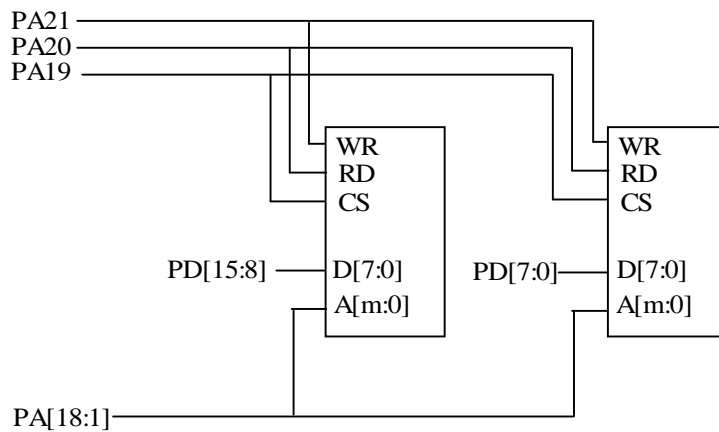 PA21
PA20
PA19
WR
RD
CS
PD[15:8]
D[7:0]
A[m:0]
WR
RD
CS
PD[7:0]
D[7:0]
A[m:0]
PA[18:1]